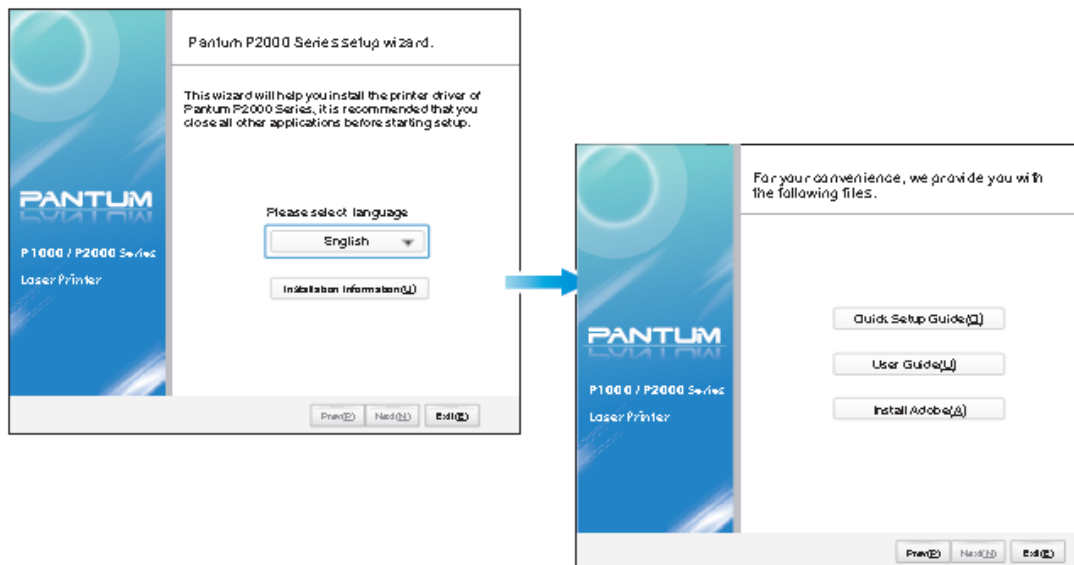 Pantum P2000 Series setup wizard.
This wizard will help you install the printer driver of
Pantum P2000 Series, it is recommended that you
close all other applications before starting setup.
PANTUM
P1000 / P2000 Series
Laser Printer
Please select language
English
Installation Information(U)
Prev(P) Next(N) Exit(E)
For your convenience, we provide you with
the following files.
PANTUM
P1000 / P2000 Series
Laser Printer
Quick Setup Guide(Q)
User Guide(U)
Install Adobe(A)
Prev(P) Next(N) Exit(E)